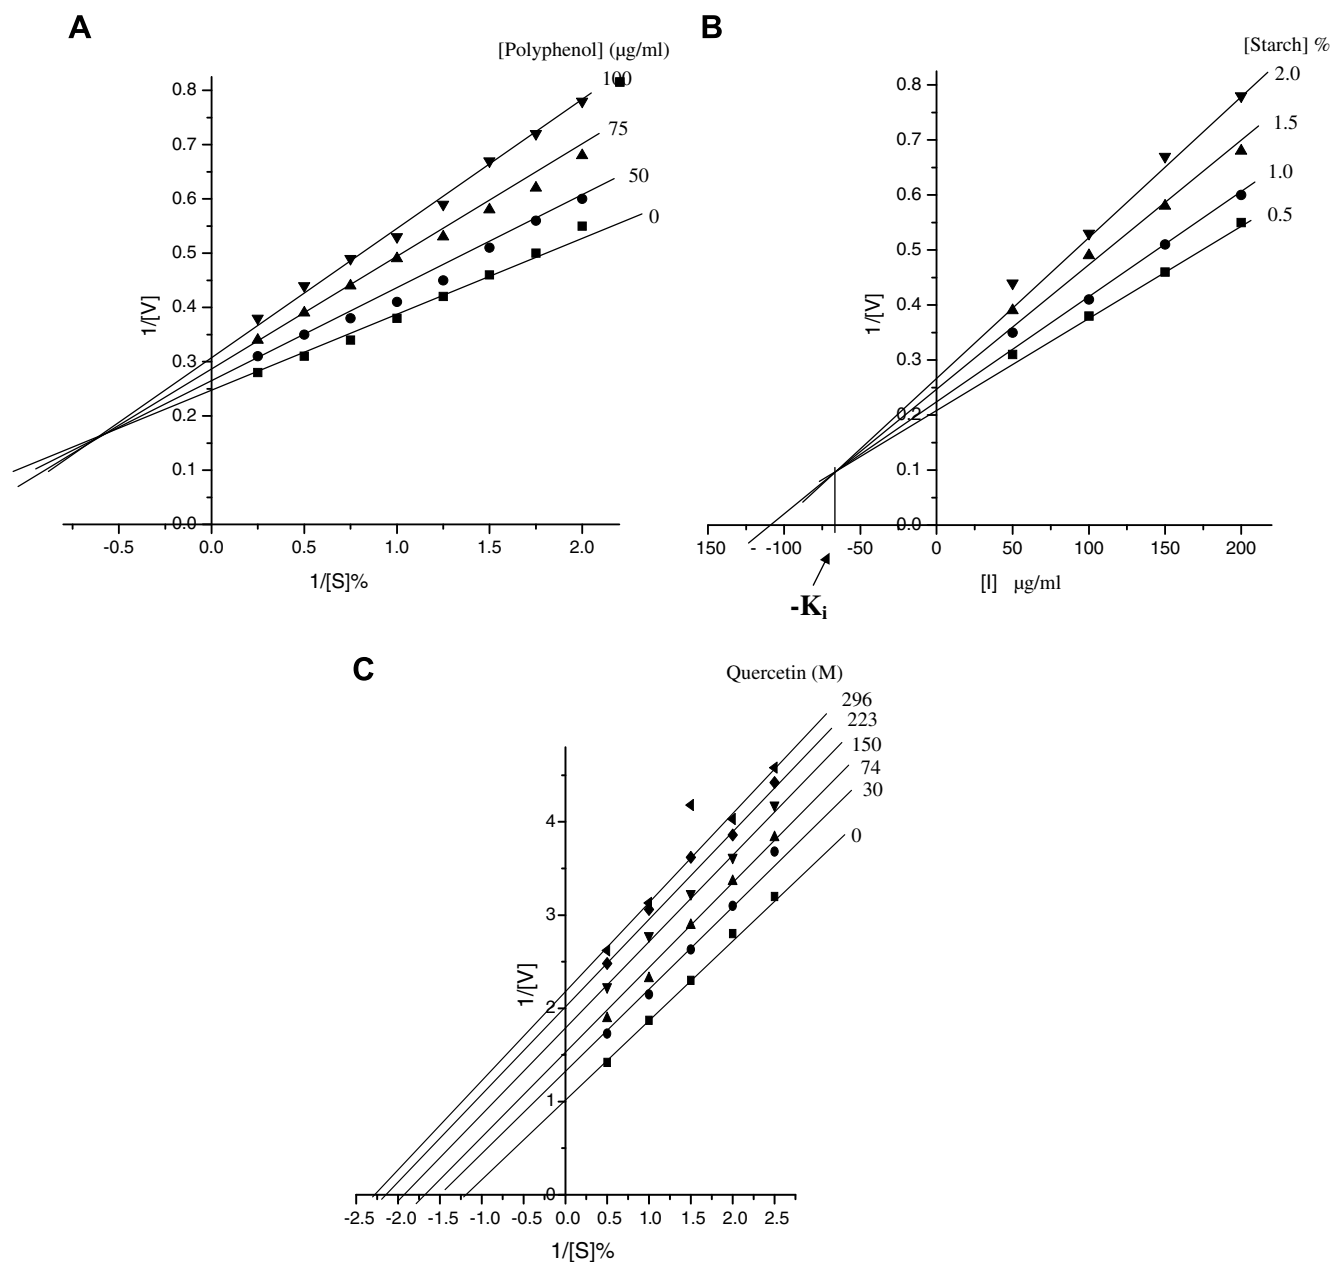 A
[Polyphenol] (µg/ml)
100
75
50
0
0.8
0.7
0.6
0.5
0.4
0.3
0.2
0.1
0.0
1/[V]
-0.5 0.0 0.5 1.0 1.5 2.0
1/[S]%
B
[Starch] %
2.0
1.5
1.0
0.5
0.8
0.7
0.6
0.5
0.4
0.3
0.2
0.1
0.0
1/[V]
150 - -100 -50 0 50 100 150 200
[I] µg/ml
-Ki
C
Quercetin (M)
296
223
150
74
30
0
4
3
2
1
0
1/[V]
-2.5 -2.0 -1.5 -1.0 -0.5 0.0 0.5 1.0 1.5 2.0 2.5
1/[S]%